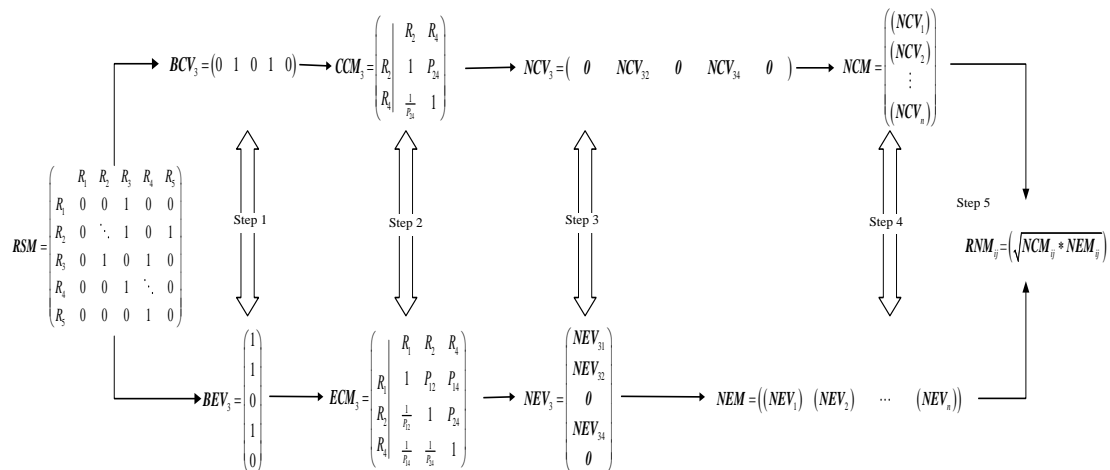 BCV₃ = (0 1 0 1 0)
CCM₃ =
R₂ R₄
R₂ 1 P₂₄
R₄ 1/P₂₄ 1
NCV₃ = ( 0 NCV₃₂ 0 NCV₃₄ 0 )
NCM =
(NCV₁)
(NCV₂)
⋮
(NCVₙ)
RSM =
R₁ R₂ R₃ R₄ R₅
R₁ 0 0 1 0 0
R₂ 0 ⋱ 1 0 1
R₃ 0 1 0 1 0
R₄ 0 0 1 ⋱ 0
R₅ 0 0 0 1 0
Step 1
Step 2
Step 3
Step 4
Step 5
RNMᵢⱼ = (√NCMᵢⱼ * NEMᵢⱼ)
BEV₃ =
1
1
0
1
0
ECM₃ =
R₁ R₂ R₄
R₁ 1 P₁₂ P₁₄
R₂ 1/P₁₂ 1 P₂₄
R₄ 1/P₁₄ 1/P₂₄ 1
NEV₃ =
NEV₃₁
NEV₃₂
0
NEV₃₄
0
NEM = ((NEV₁) (NEV₂) ⋯ (NEVₙ))